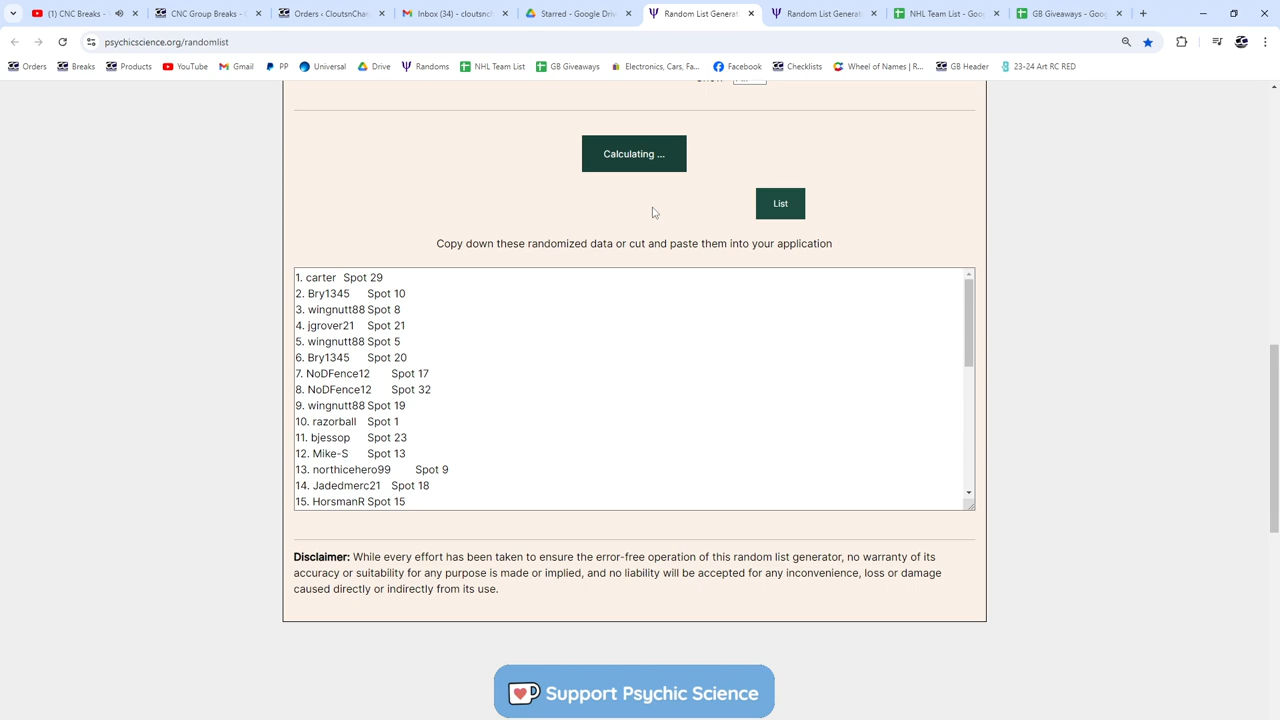 (1) CNC Breaks -
CNC Group Breaks - C
Orders < CloutsnCha
Inbox (34) - cloutsnc
Starred - Google Driv
Random List Generat
Random List Generato
NHL Team List - Goog
GB Giveaways - Goog
psychicscience.org/randomlist
Orders
Breaks
Products
YouTube
Gmail
PP
Universal
Drive
Randoms
NHL Team List
GB Giveaways
Electronics, Cars, Fa...
Facebook
Checklists
Wheel of Names | R...
GB Header
23-24 Art RC RED
Calculating ...
List
Copy down these randomized data or cut and paste them into your application
1. carter Spot 29
2. Bry1345 Spot 10
3. wingnutt88 Spot 8
4. jgrover21 Spot 21
5. wingnutt88 Spot 5
6. Bry1345 Spot 20
7. NoDFence12 Spot 17
8. NoDFence12 Spot 32
9. wingnutt88 Spot 19
10. razorball Spot 1
11. bjessop Spot 23
12. Mike-S Spot 13
13. northicehero99 Spot 9
14. Jadedmerc21 Spot 18
15. HorsmanR Spot 15
Disclaimer: While every effort has been taken to ensure the error-free operation of this random list generator, no warranty of its
accuracy or suitability for any purpose is made or implied, and no liability will be accepted for any inconvenience, loss or damage
caused directly or indirectly from its use.
Support Psychic Science